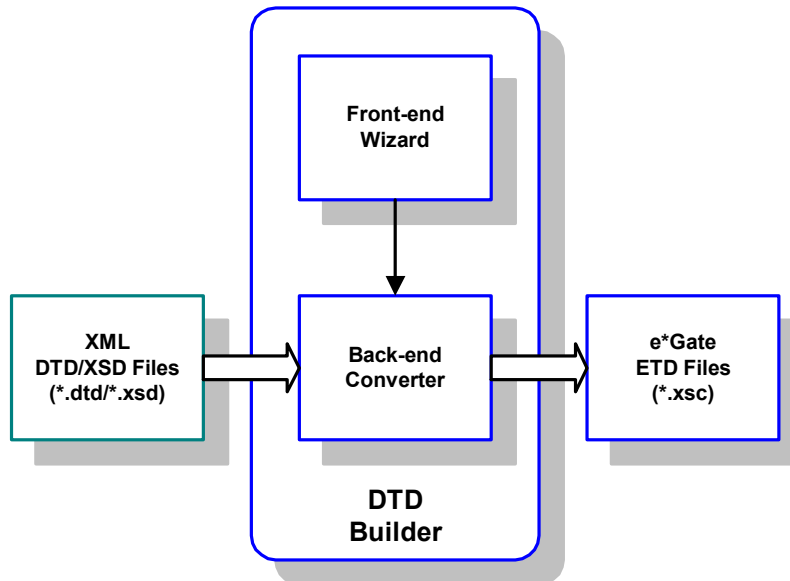 Front-end
Wizard
XML
DTD/XSD Files
(*.dtd/*.xsd)
Back-end
Converter
e*Gate
ETD Files
(*.xsc)
DTD
Builder